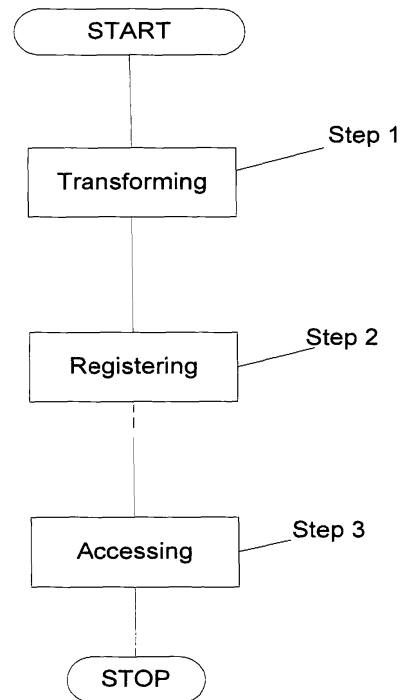 START
Step 1
Transforming
Step 2
Registering
Step 3
Accessing
STOP